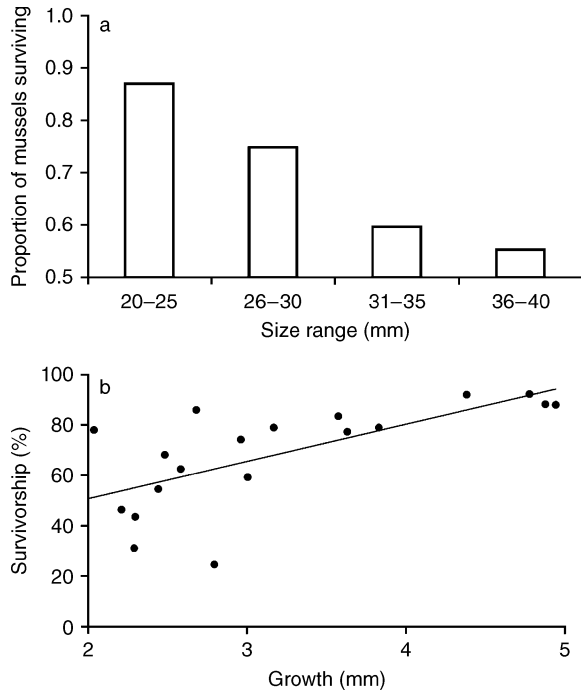 a
Proportion of mussels surviving
1.0
0.9
0.8
0.7
0.6
0.5
20–25 26–30 31–35 36–40
Size range (mm)
b
Survivorship (%)
100
80
60
40
20
0
2 3 4 5
Growth (mm)